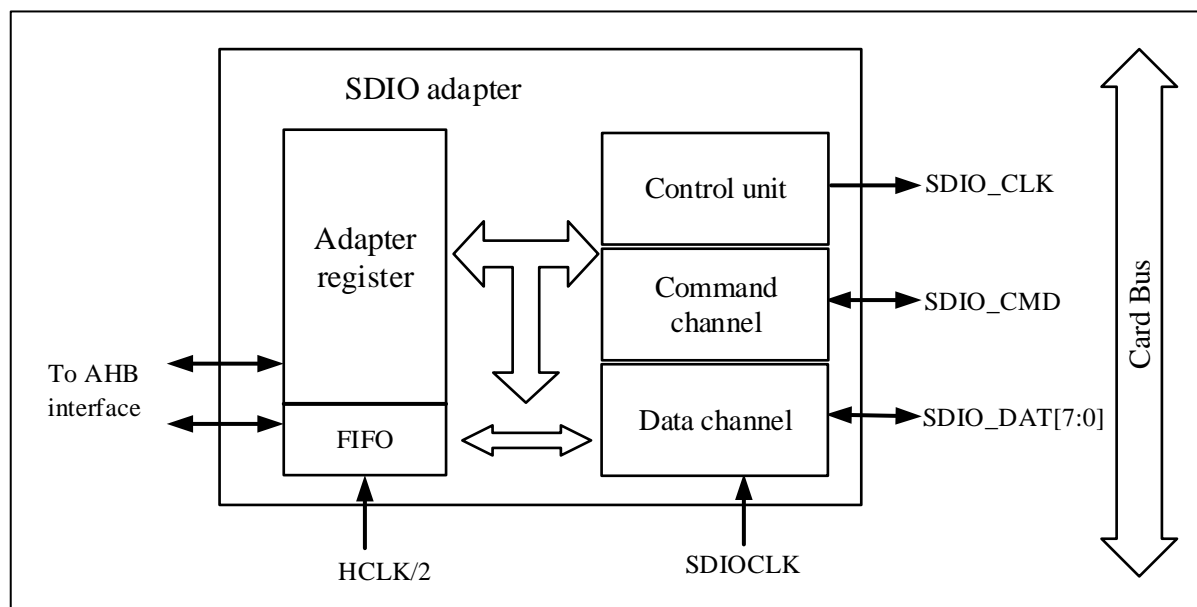 SDIO adapter
Adapter
register
FIFO
Control unit
Command
channel
Data channel
To AHB
interface
HCLK/2
SDIOCLK
SDIO_CLK
SDIO_CMD
SDIO_DAT[7:0]
Card Bus